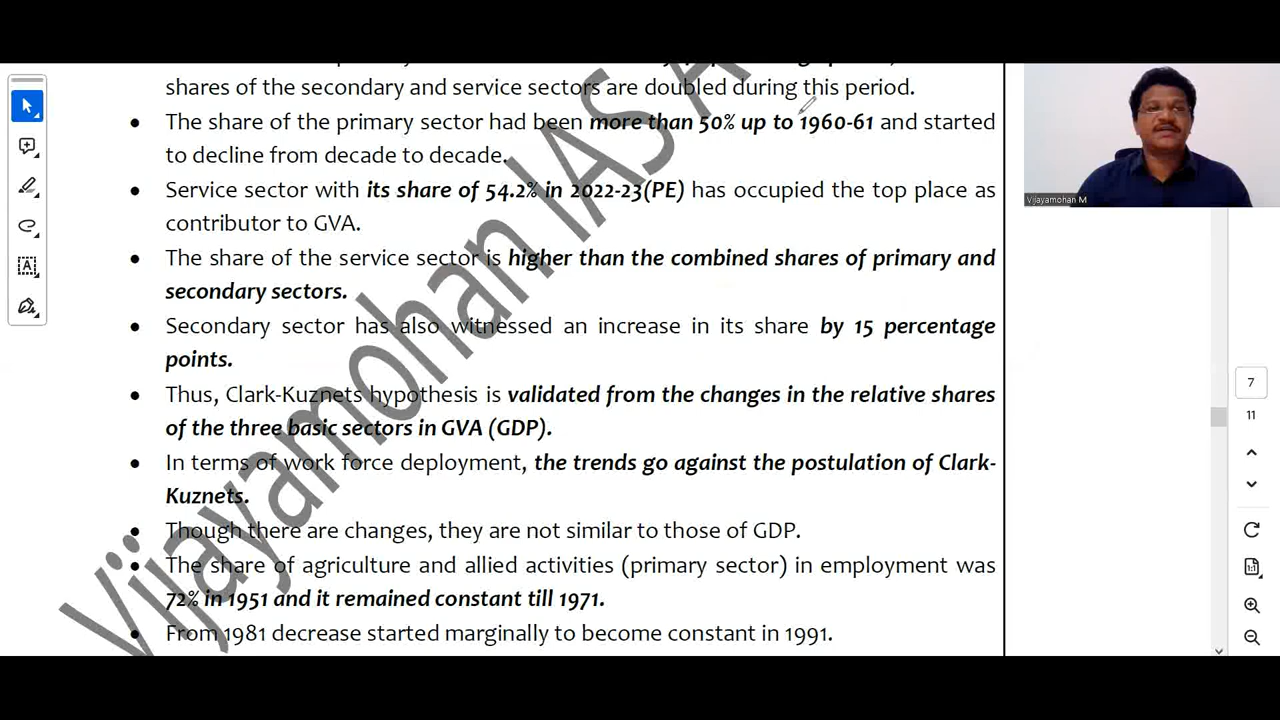 shares of the secondary and service sectors are doubled during this period.
• The share of the primary sector had been more than 50% up to 1960-61 and started
to decline from decade to decade.
• Service sector with its share of 54.2% in 2022-23(PE) has occupied the top place as
contributor to GVA.
• The share of the service sector is higher than the combined shares of primary and
secondary sectors.
• Secondary sector has also witnessed an increase in its share by 15 percentage
points.
• Thus, Clark-Kuznets hypothesis is validated from the changes in the relative shares
of the three basic sectors in GVA (GDP).
• In terms of work force deployment, the trends go against the postulation of Clark-
Kuznets.
• Though there are changes, they are not similar to those of GDP.
• The share of agriculture and allied activities (primary sector) in employment was
72% in 1951 and it remained constant till 1971.
• From 1981 decrease started marginally to become constant in 1991.
Vijayamohan IAS A
Vijayamohan M
7
11
1:1
A